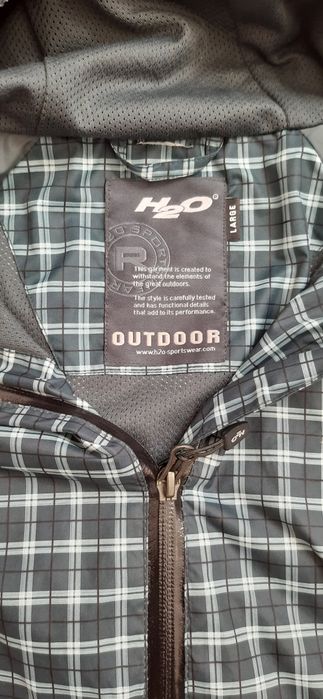 H2O
LARGE
This garment is created to
withstand the elements of
the great outdoors.
The style is carefully tested
and has functional details
that add to its performance.
OUTDOOR
www.h2o-sportswear.com
H2O